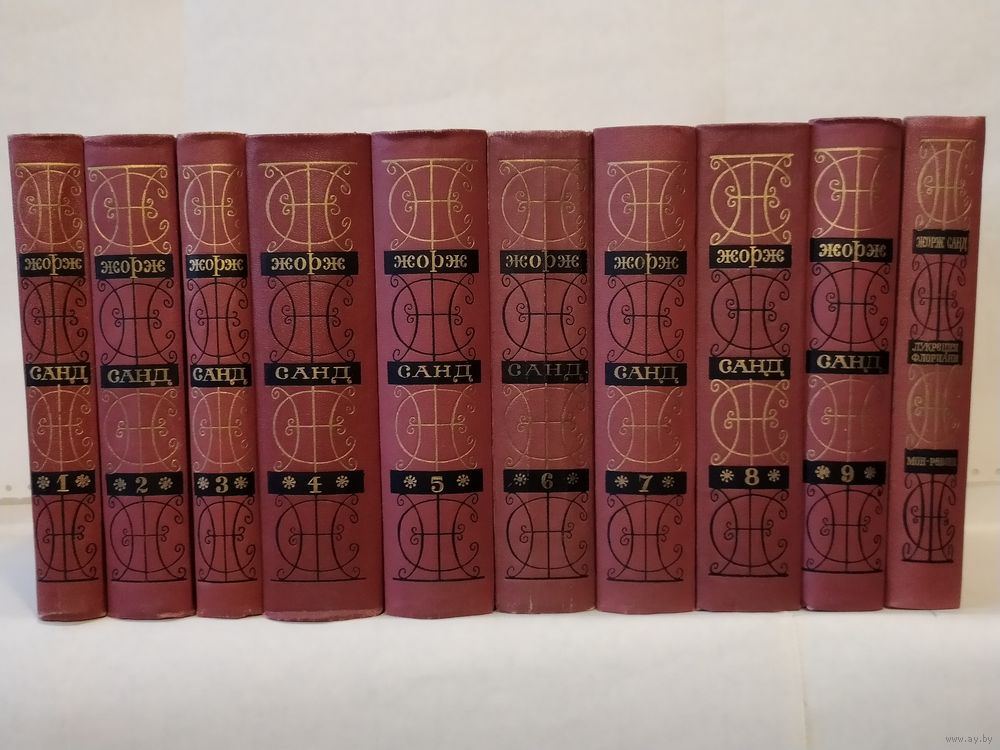 Жорж
Санд
* 1 *
Жорж
Санд
* 2 *
Жорж
Санд
* 3 *
Жорж
Санд
* 4 *
Жорж
Санд
* 5 *
Жорж
Санд
* 6 *
Жорж
Санд
* 7 *
Жорж
Санд
* 8 *
Жорж
Санд
* 9 *
ЖОРЖ САНД
ЛУКРЕЦИЯ
ФЛОРИАНИ
МОН-РЕВЕШ
www.ay.by